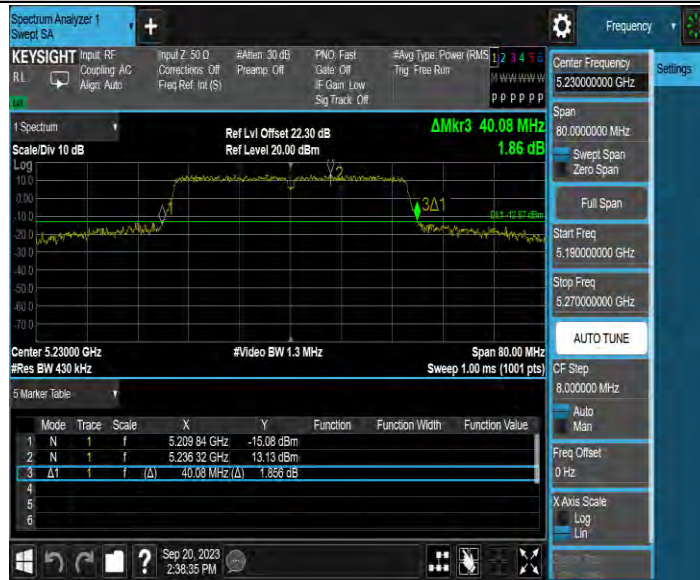 Spectrum Analyzer 1
Swept SA
+
Frequency
KEYSIGHT
Input: RF
Coupling: AC
Align: Auto
Input Z: 50 Ω
Corrections: Off
Freq Ref: Int (S)
#Atten: 30 dB
Preamp: Off
PNO: Fast
Gate: Off
IF Gain: Low
Sig Track: Off
#Avg Type: Power (RMS
Trig: Free Run
1 2 3 4 5 6
M W W W W W
P P P P P P
RL
1 Spectrum
Scale/Div 10 dB
Ref Lvl Offset 22.30 dB
Ref Level 20.00 dBm
ΔMkr3 40.08 MHz
1.86 dB
Log
10.0
0.00
-10.0
-20.0
-30.0
-40.0
-50.0
-60.0
-70.0
2
3Δ1
DL1 -12.87 dBm
Center 5.23000 GHz
#Res BW 430 kHz
#Video BW 1.3 MHz
Span 80.00 MHz
Sweep 1.00 ms (1001 pts)
5 Marker Table
Mode Trace Scale X Y Function Function Width Function Value
1 N 1 f 5.209 84 GHz -15.08 dBm
2 N 1 f 5.236 32 GHz 13.13 dBm
3 Δ1 1 f (Δ) 40.08 MHz (Δ) 1.856 dB
4
5
6
Sep 20, 2023
2:38:35 PM
Center Frequency
5.230000000 GHz
Settings
Span
80.0000000 MHz
Swept Span
Zero Span
Full Span
Start Freq
5.190000000 GHz
Stop Freq
5.270000000 GHz
AUTO TUNE
CF Step
8.000000 MHz
Auto
Man
Freq Offset
0 Hz
X Axis Scale
Log
Lin